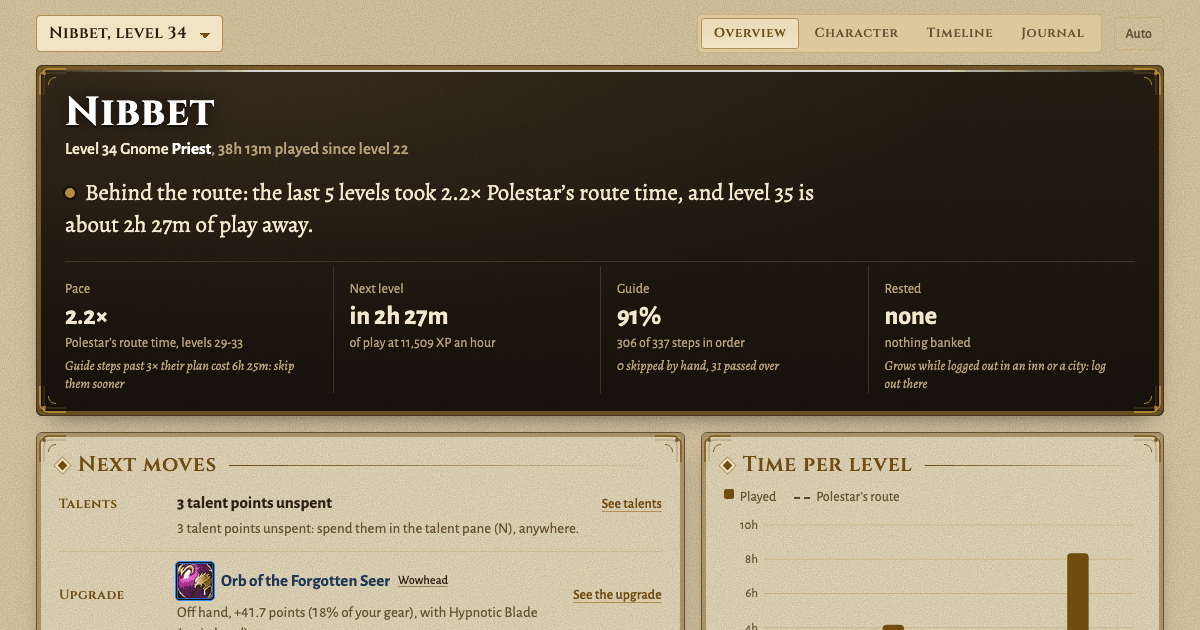 Nibbet, level 34
Overview
Character
Timeline
Journal
Auto
Nibbet
Level 34 Gnome Priest, 38h 13m played since level 22
Behind the route: the last 5 levels took 2.2× Polestar's route time, and level 35 is
about 2h 27m of play away.
Pace
2.2×
Polestar's route time, levels 29-33
Guide steps past 3× their plan cost 6h 25m: skip
them sooner
Next level
in 2h 27m
of play at 11,509 XP an hour
Guide
91%
306 of 337 steps in order
0 skipped by hand, 31 passed over
Rested
none
nothing banked
Grows while logged out in an inn or a city: log
out there
Next moves
Talents
3 talent points unspent
See talents
3 talent points unspent: spend them in the talent pane (N), anywhere.
Upgrade
Orb of the Forgotten Seer
Wowhead
See the upgrade
Off hand, +41.7 points (18% of your gear), with Hypnotic Blade
Time per level
Played
Polestar's route
10h
8h
6h
4h